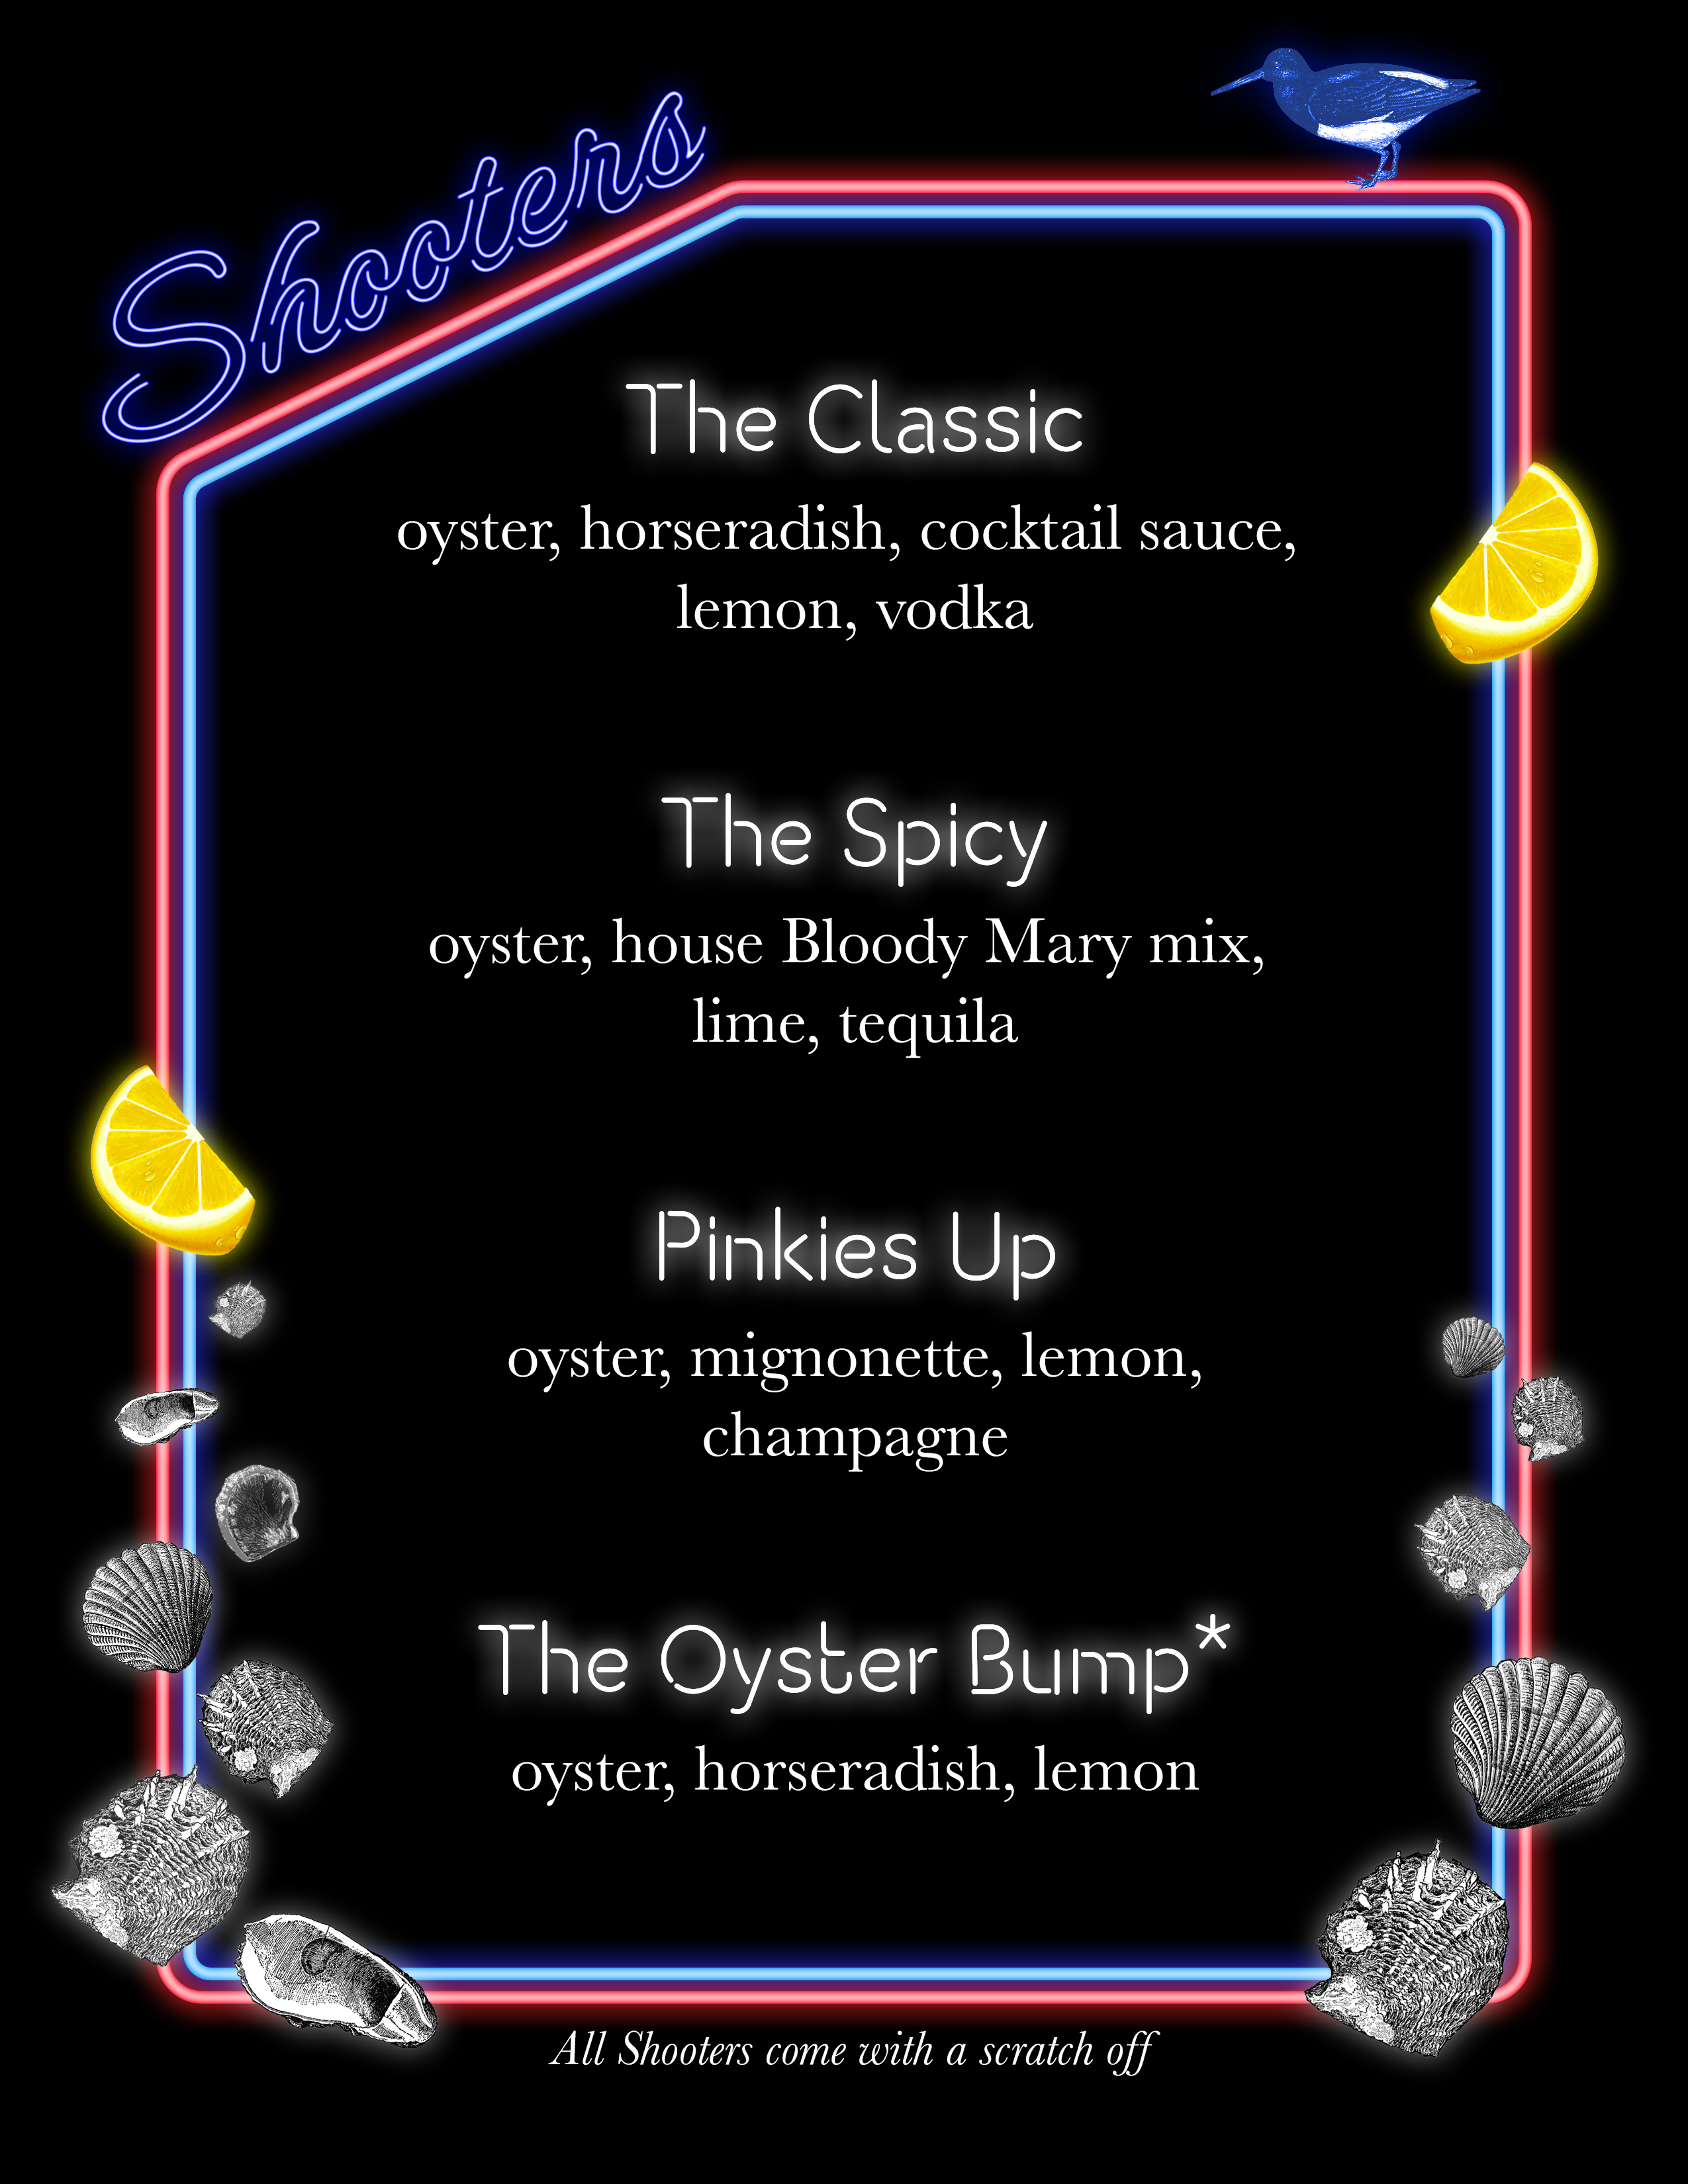 Shooters
The Classic
oyster, horseradish, cocktail sauce,
lemon, vodka
The Spicy
oyster, house Bloody Mary mix,
lime, tequila
Pinkies Up
oyster, mignonette, lemon,
champagne
The Oyster Bump*
oyster, horseradish, lemon
All Shooters come with a scratch off